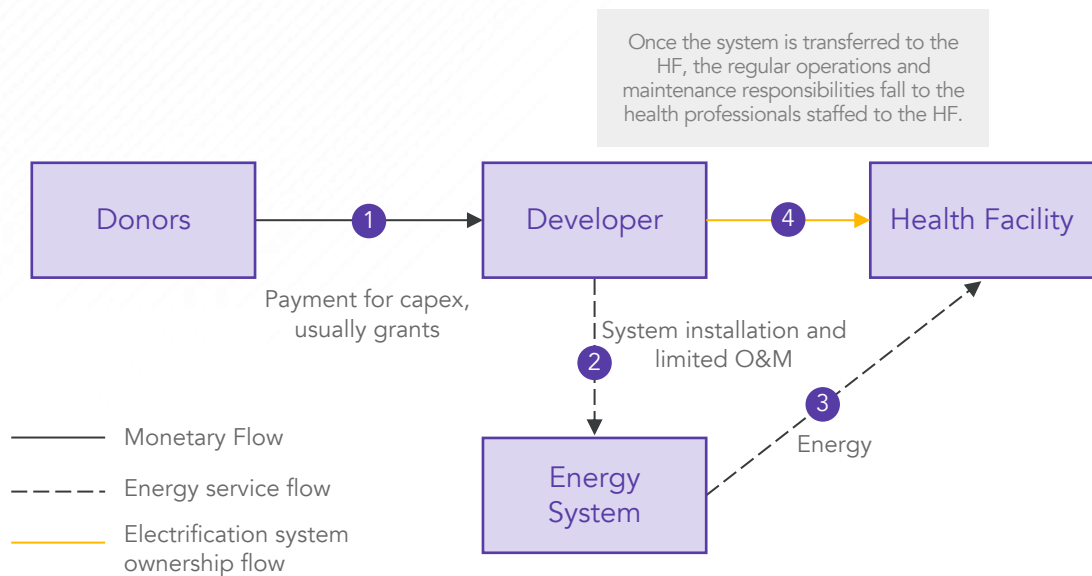 Once the system is transferred to the
HF, the regular operations and
maintenance responsibilities fall to the
health professionals staffed to the HF.
Donors
1
Developer
4
Health Facility
Payment for capex,
usually grants
System installation and
limited O&M
2
3
Energy
Energy
System
Monetary Flow
Energy service flow
Electrification system
ownership flow